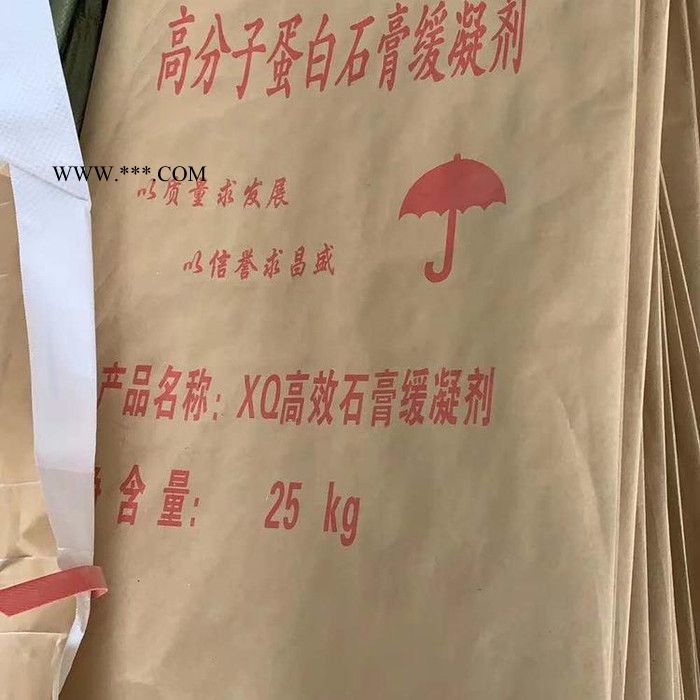 高分子蛋白石膏缓凝剂
WWW.***.COM
以质量求发展
以信誉求昌盛
产品名称：XQ高效石膏缓凝剂
净含量： 25 kg